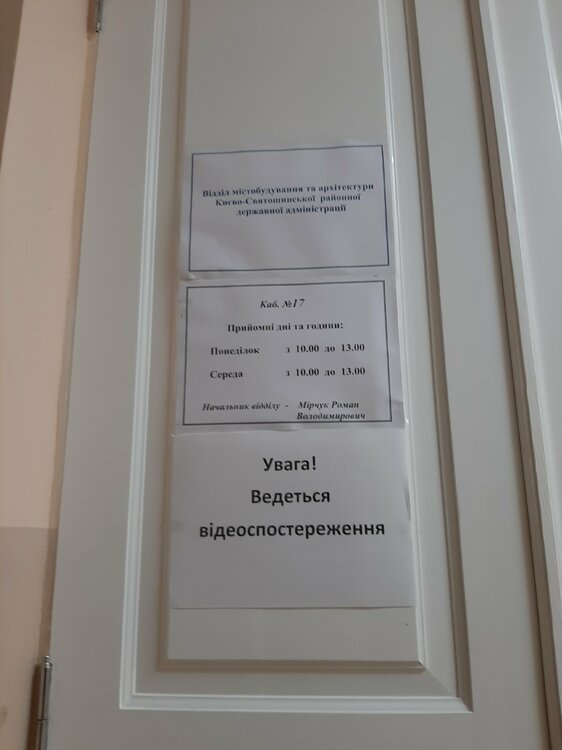 Відділ містобудування та архітектури
Києво-Святошинської районної
державної адміністрації
Каб. №17
Прийомні дні та години:
Понеділок з 10.00 до 13.00
Середа з 10.00 до 13.00
Начальник відділу - Мірчук Роман
Володимирович
Увага!
Ведеться
відеоспостереження